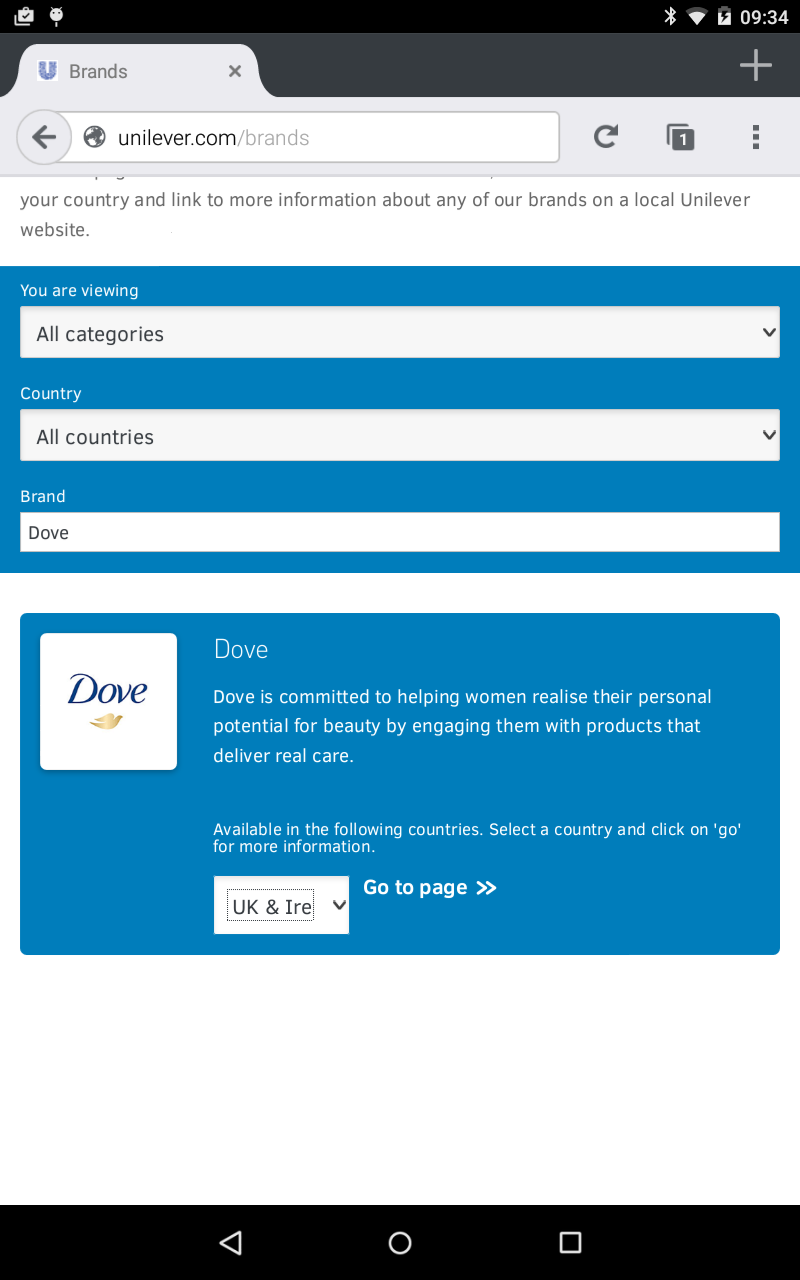 09:34
Brands
unilever.com/brands
1
your country and link to more information about any of our brands on a local Unilever
website.
You are viewing
All categories
Country
All countries
Brand
Dove
Dove
Dove
Dove is committed to helping women realise their personal
potential for beauty by engaging them with products that
deliver real care.
Available in the following countries. Select a country and click on 'go'
for more information.
UK & Ire
Go to page